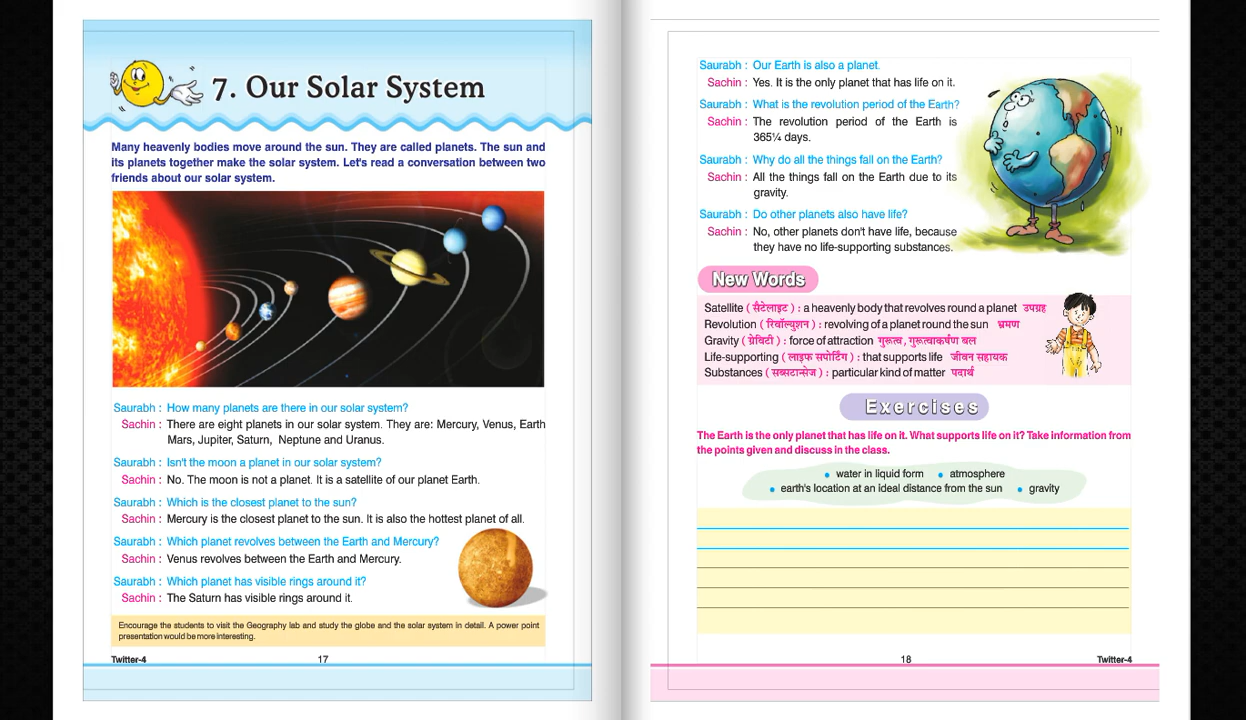 7. Our Solar System
Many heavenly bodies move around the sun. They are called planets. The sun and
its planets together make the solar system. Let's read a conversation between two
friends about our solar system.
Saurabh : How many planets are there in our solar system?
Sachin : There are eight planets in our solar system. They are: Mercury, Venus, Earth
Mars, Jupiter, Saturn, Neptune and Uranus.
Saurabh : Isn't the moon a planet in our solar system?
Sachin : No. The moon is not a planet. It is a satellite of our planet Earth.
Saurabh : Which is the closest planet to the sun?
Sachin : Mercury is the closest planet to the sun. It is also the hottest planet of all.
Saurabh : Which planet revolves between the Earth and Mercury?
Sachin : Venus revolves between the Earth and Mercury.
Saurabh : Which planet has visible rings around it?
Sachin : The Saturn has visible rings around it.
Encourage the students to visit the Geography lab and study the globe and the solar system in detail. A power point
presentation would be more interesting.
Twitter-4 17
Saurabh : Our Earth is also a planet.
Sachin : Yes. It is the only planet that has life on it.
Saurabh : What is the revolution period of the Earth?
Sachin : The revolution period of the Earth is
365¼ days.
Saurabh : Why do all the things fall on the Earth?
Sachin : All the things fall on the Earth due to its
gravity.
Saurabh : Do other planets also have life?
Sachin : No, other planets don't have life, because
they have no life-supporting substances.
New Words
Satellite ( सैटेलाइट ) : a heavenly body that revolves round a planet उपग्रह
Revolution ( रिवॉल्युशन ) : revolving of a planet round the sun भ्रमण
Gravity ( ग्रेविटी ) : force of attraction गुरूत्व, गुरूत्वाकर्षण बल
Life-supporting ( लाइफ सपोर्टिंग ) : that supports life जीवन सहायक
Substances ( सब्सटान्सेज ) : particular kind of matter पदार्थ
Exercises
The Earth is the only planet that has life on it. What supports life on it? Take information from
the points given and discuss in the class.
• water in liquid form • atmosphere
• earth's location at an ideal distance from the sun • gravity
18 Twitter-4